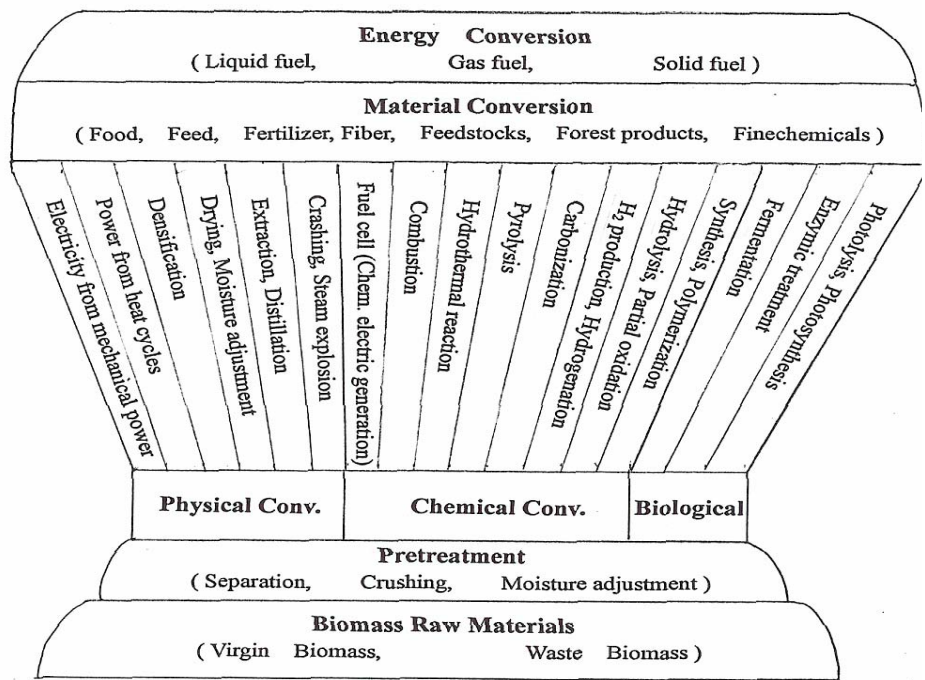 Energy Conversion
( Liquid fuel, Gas fuel, Solid fuel )
Material Conversion
( Food, Feed, Fertilizer, Fiber, Feedstocks, Forest products, Finechemicals )
Electricity from mechanical power
Power from heat cycles
Densification
Drying, Moisture adjustment
Extraction, Distillation
Crashing, Steam explosion
Fuel cell (Chem. electric generation)
Combustion
Hydrothermal reaction
Pyrolysis
Carbonization
H₂ production, Hydrogenation
Hydrolysis, Partial oxidation
Synthesis, Polymerization
Fermentation
Enzymic treatment
Photolysis, Photosynthesis
Physical Conv. Chemical Conv. Biological
Pretreatment
( Separation, Crushing, Moisture adjustment )
Biomass Raw Materials
( Virgin Biomass, Waste Biomass )